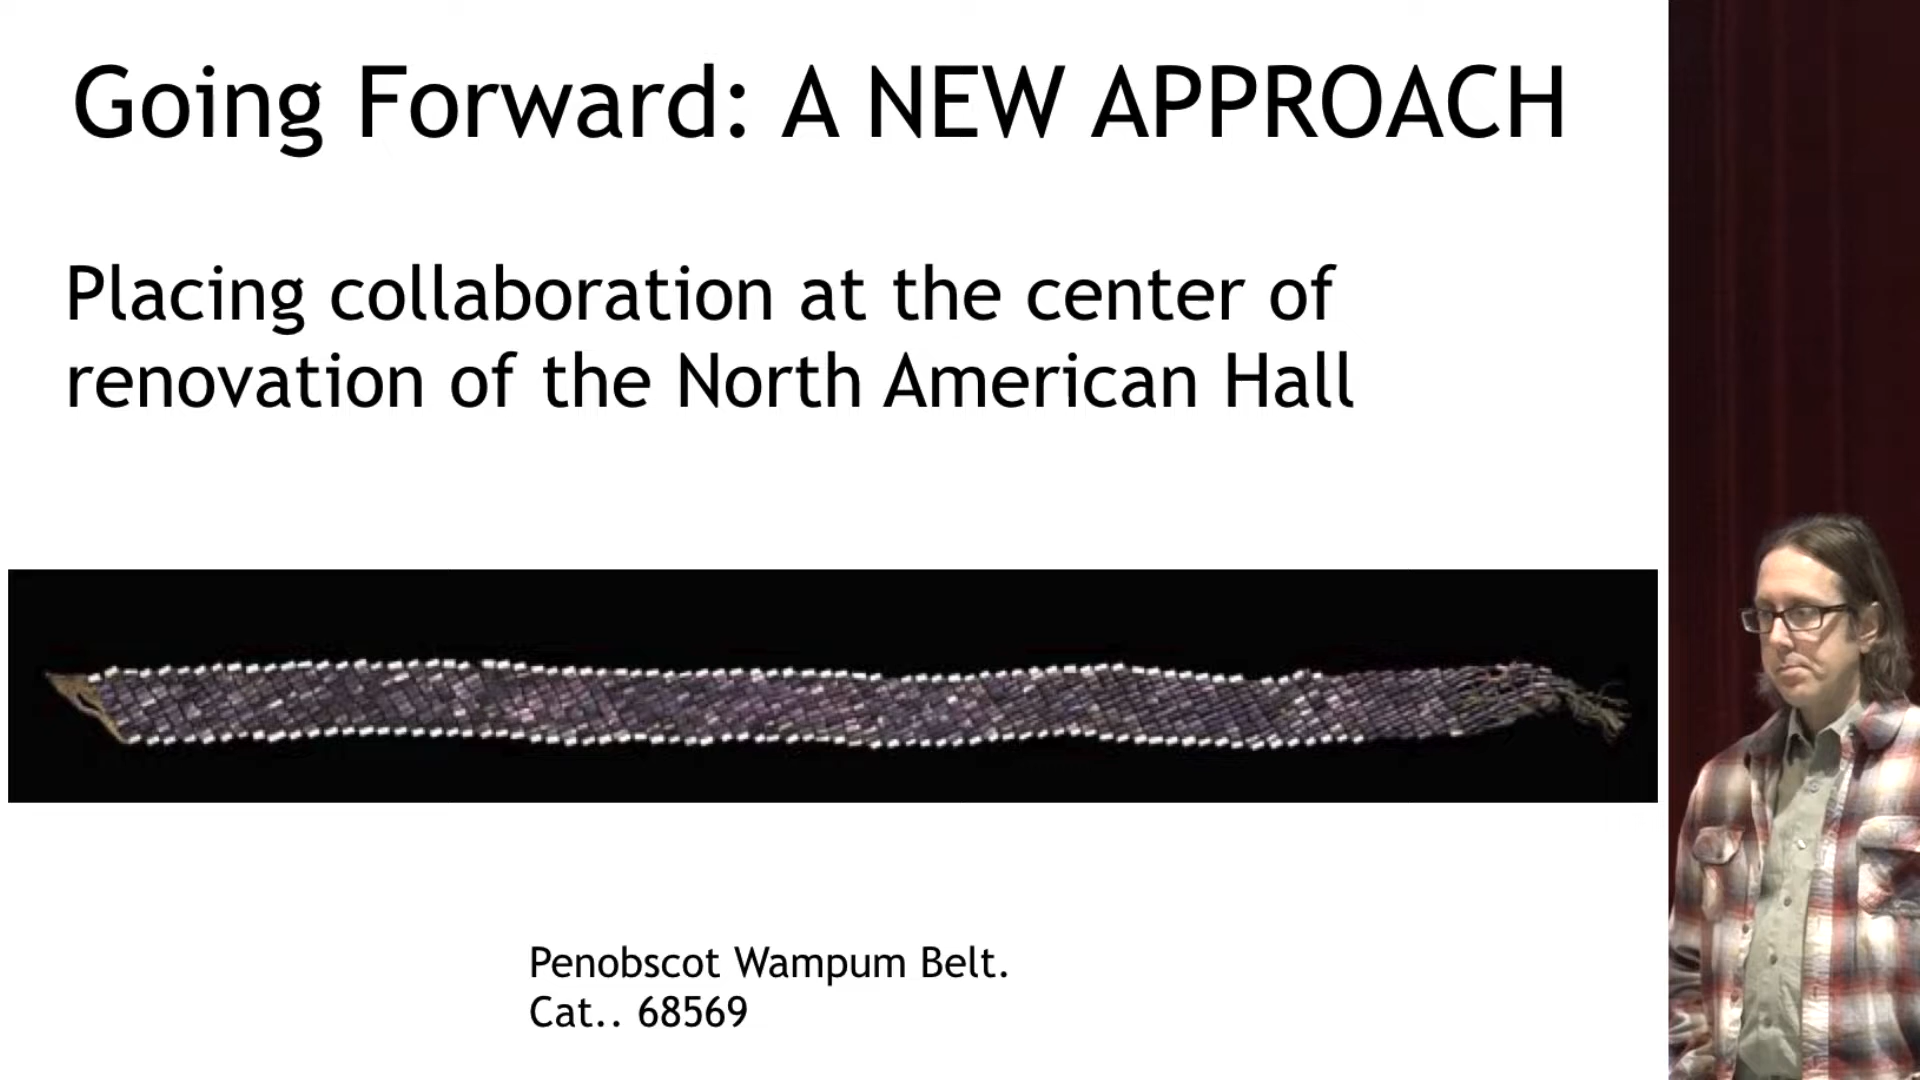 Going Forward: A NEW APPROACH
Placing collaboration at the center of
renovation of the North American Hall
Penobscot Wampum Belt.
Cat.. 68569